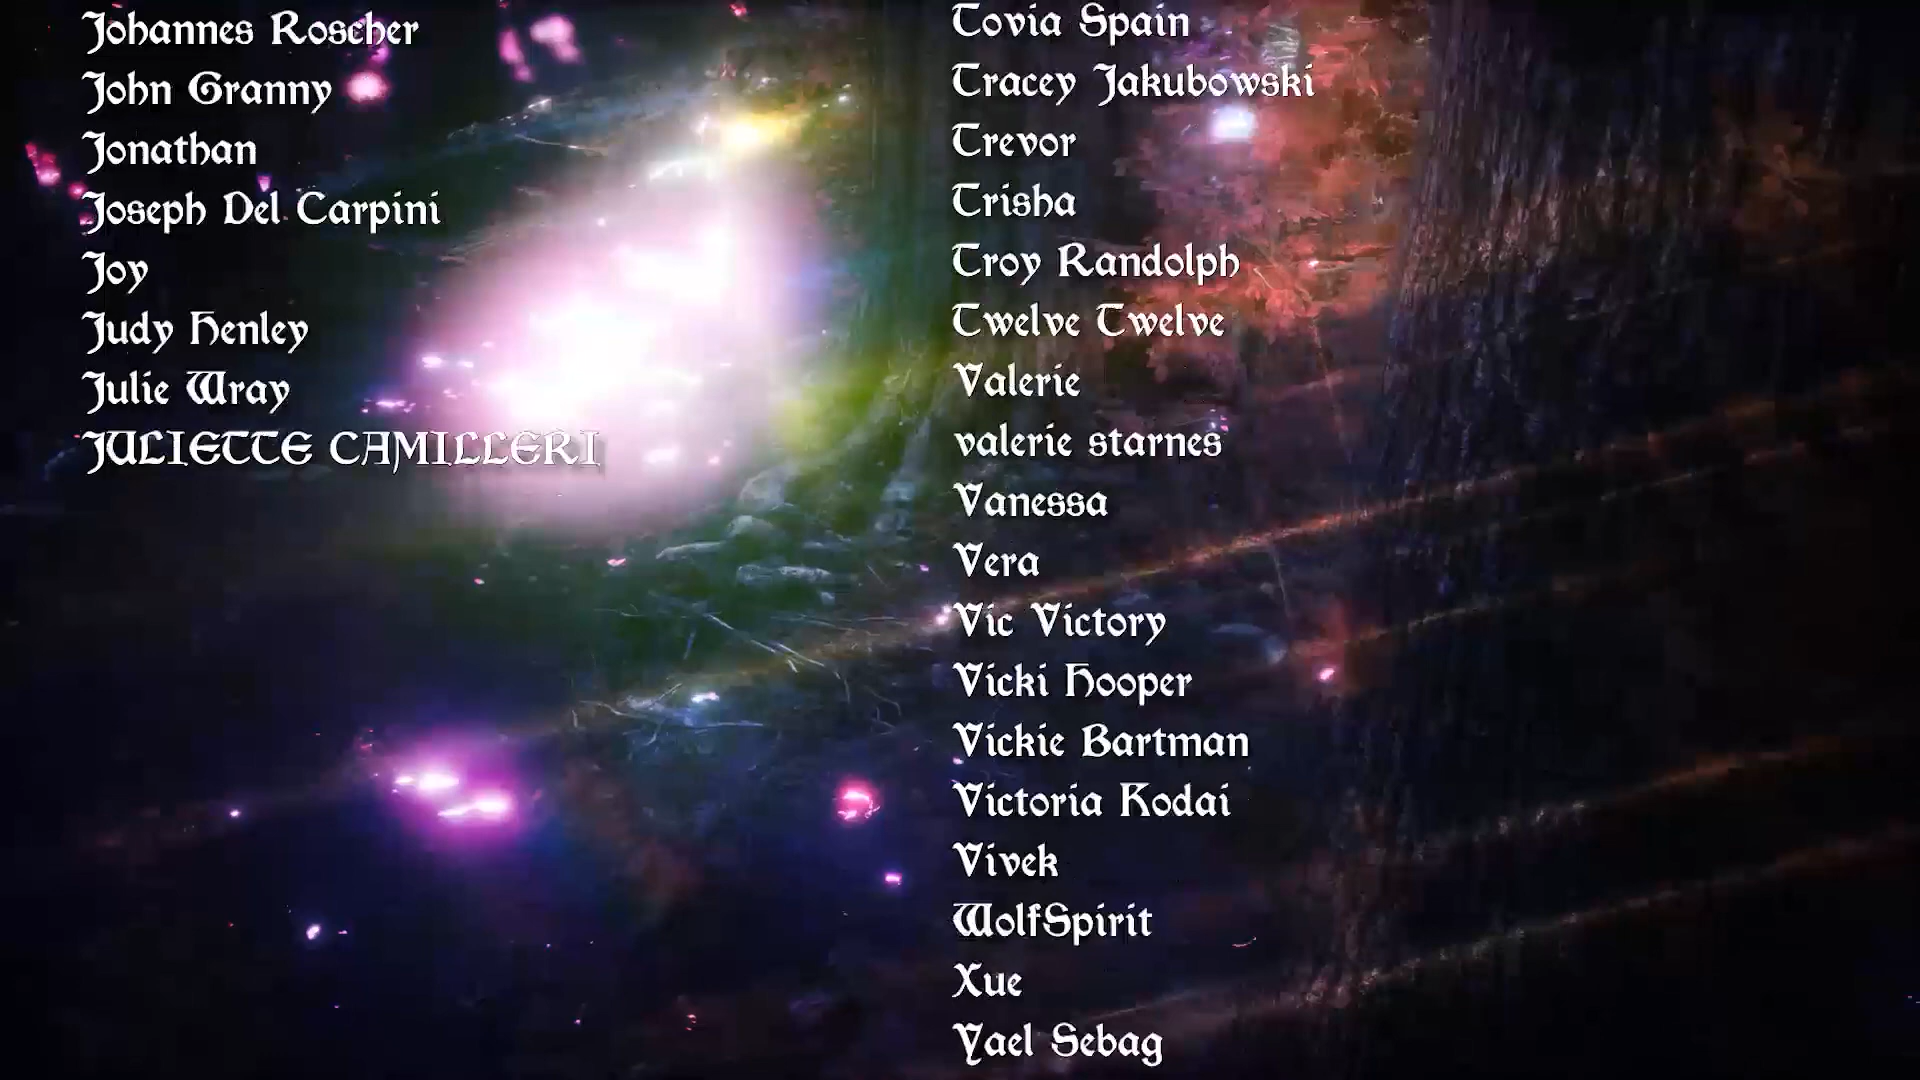 Johannes Roscher
John Granny
Jonathan
Joseph Del Carpini
Joy
Judy Henley
Julie Wray
JULIETTE CAMILLERI
Tovia Spain
Tracey Jakubowski
Trevor
Trisha
Troy Randolph
Twelve Twelve
Valerie
valerie starnes
Vanessa
Vera
Vic Victory
Vicki Hooper
Vickie Bartman
Victoria Kodai
Vivek
WolfSpirit
Xue
Yael Sebag